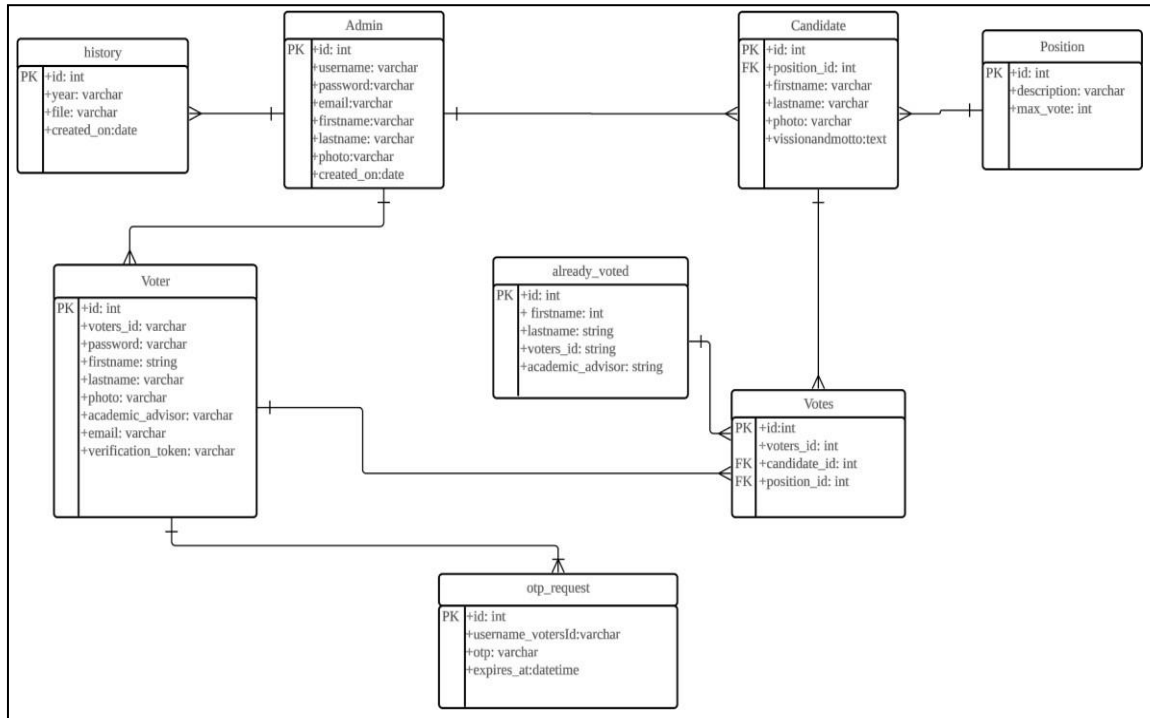 history
PK +id: int
+year: varchar
+file: varchar
+created_on:date
Admin
PK +id: int
+username: varchar
+password:varchar
+email:varchar
+firstname:varchar
+lastname: varchar
+photo:varchar
+created_on:date
Candidate
PK +id: int
FK +position_id: int
+firstname: varchar
+lastname: varchar
+photo: varchar
+vissionandmotto:text
Position
PK +id: int
+description: varchar
+max_vote: int
Voter
PK +id: int
+voters_id: varchar
+password: varchar
+firstname: string
+lastname: varchar
+photo: varchar
+academic_advisor: varchar
+email: varchar
+verification_token: varchar
already_voted
PK +id: int
+ firstname: int
+lastname: string
+voters_id: string
+academic_advisor: string
Votes
PK +id:int
+voters_id: int
FK +candidate_id: int
FK +position_id: int
otp_request
PK +id: int
+username_votersId:varchar
+otp: varchar
+expires_at:datetime